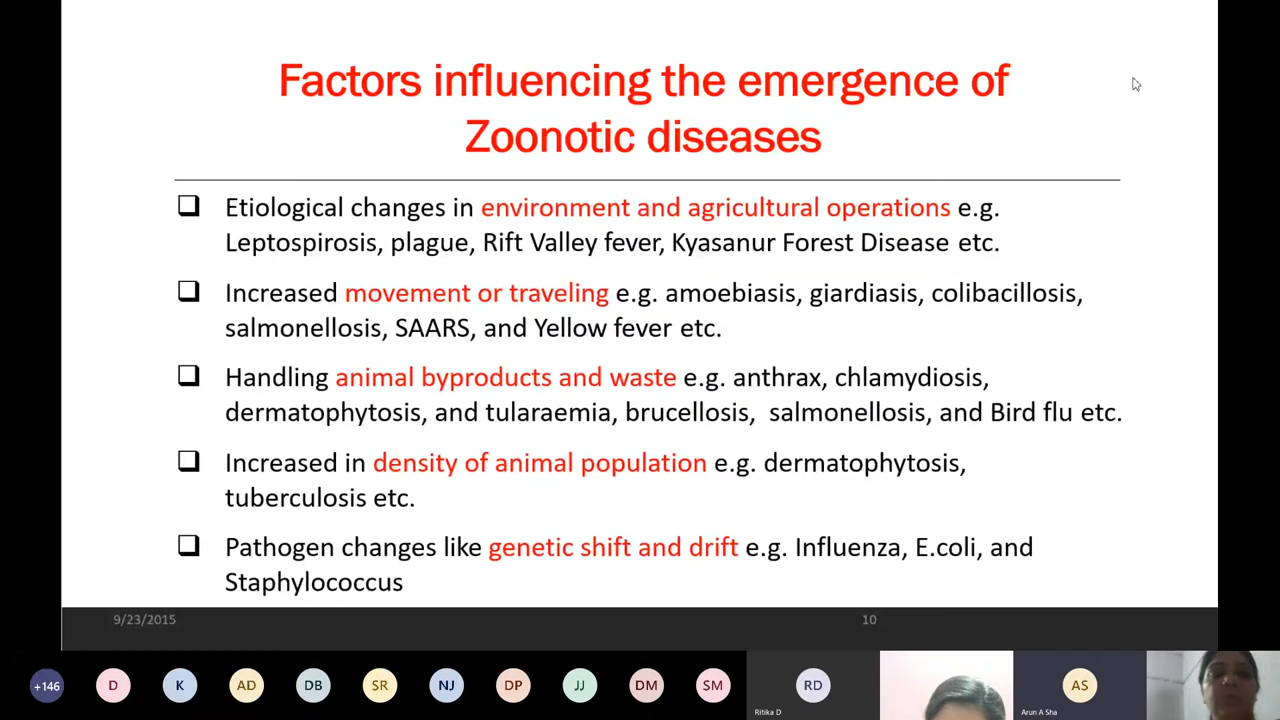 Factors influencing the emergence of
Zoonotic diseases
Etiological changes in environment and agricultural operations e.g.
Leptospirosis, plague, Rift Valley fever, Kyasanur Forest Disease etc.
Increased movement or traveling e.g. amoebiasis, giardiasis, colibacillosis,
salmonellosis, SAARS, and Yellow fever etc.
Handling animal byproducts and waste e.g. anthrax, chlamydiosis,
dermatophytosis, and tularaemia, brucellosis, salmonellosis, and Bird flu etc.
Increased in density of animal population e.g. dermatophytosis,
tuberculosis etc.
Pathogen changes like genetic shift and drift e.g. Influenza, E.coli, and
Staphylococcus
9/23/2015 10
+146 D K AD DB SR NJ DP JJ DM SM RD AS
Ritika D Arun A Sha